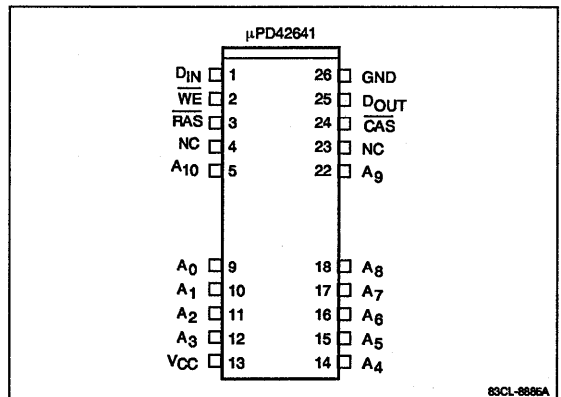 µPD42641
DIN 1 26 GND
WE 2 25 DOUT
RAS 3 24 CAS
NC 4 23 NC
A10 5 22 A9
A0 9 18 A8
A1 10 17 A7
A2 11 16 A6
A3 12 15 A5
VCC 13 14 A4
83CL-8886A